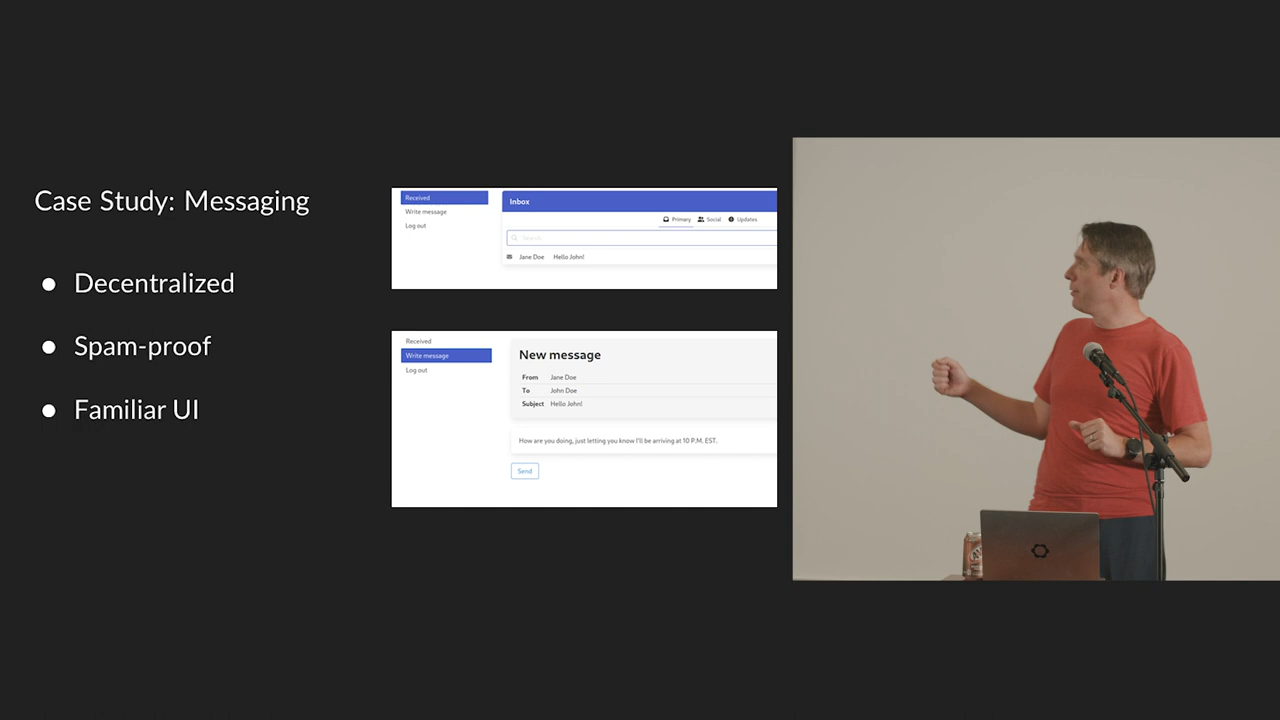 Case Study: Messaging
Decentralized
Spam-proof
Familiar UI
Received
Write message
Log out
Inbox
Primary
Social
Updates
Search
Jane Doe Hello John!
Received
Write message
Log out
New message
From Jane Doe
To John Doe
Subject Hello John!
How are you doing, just letting you know I'll be arriving at 10 P.M. EST.
Send